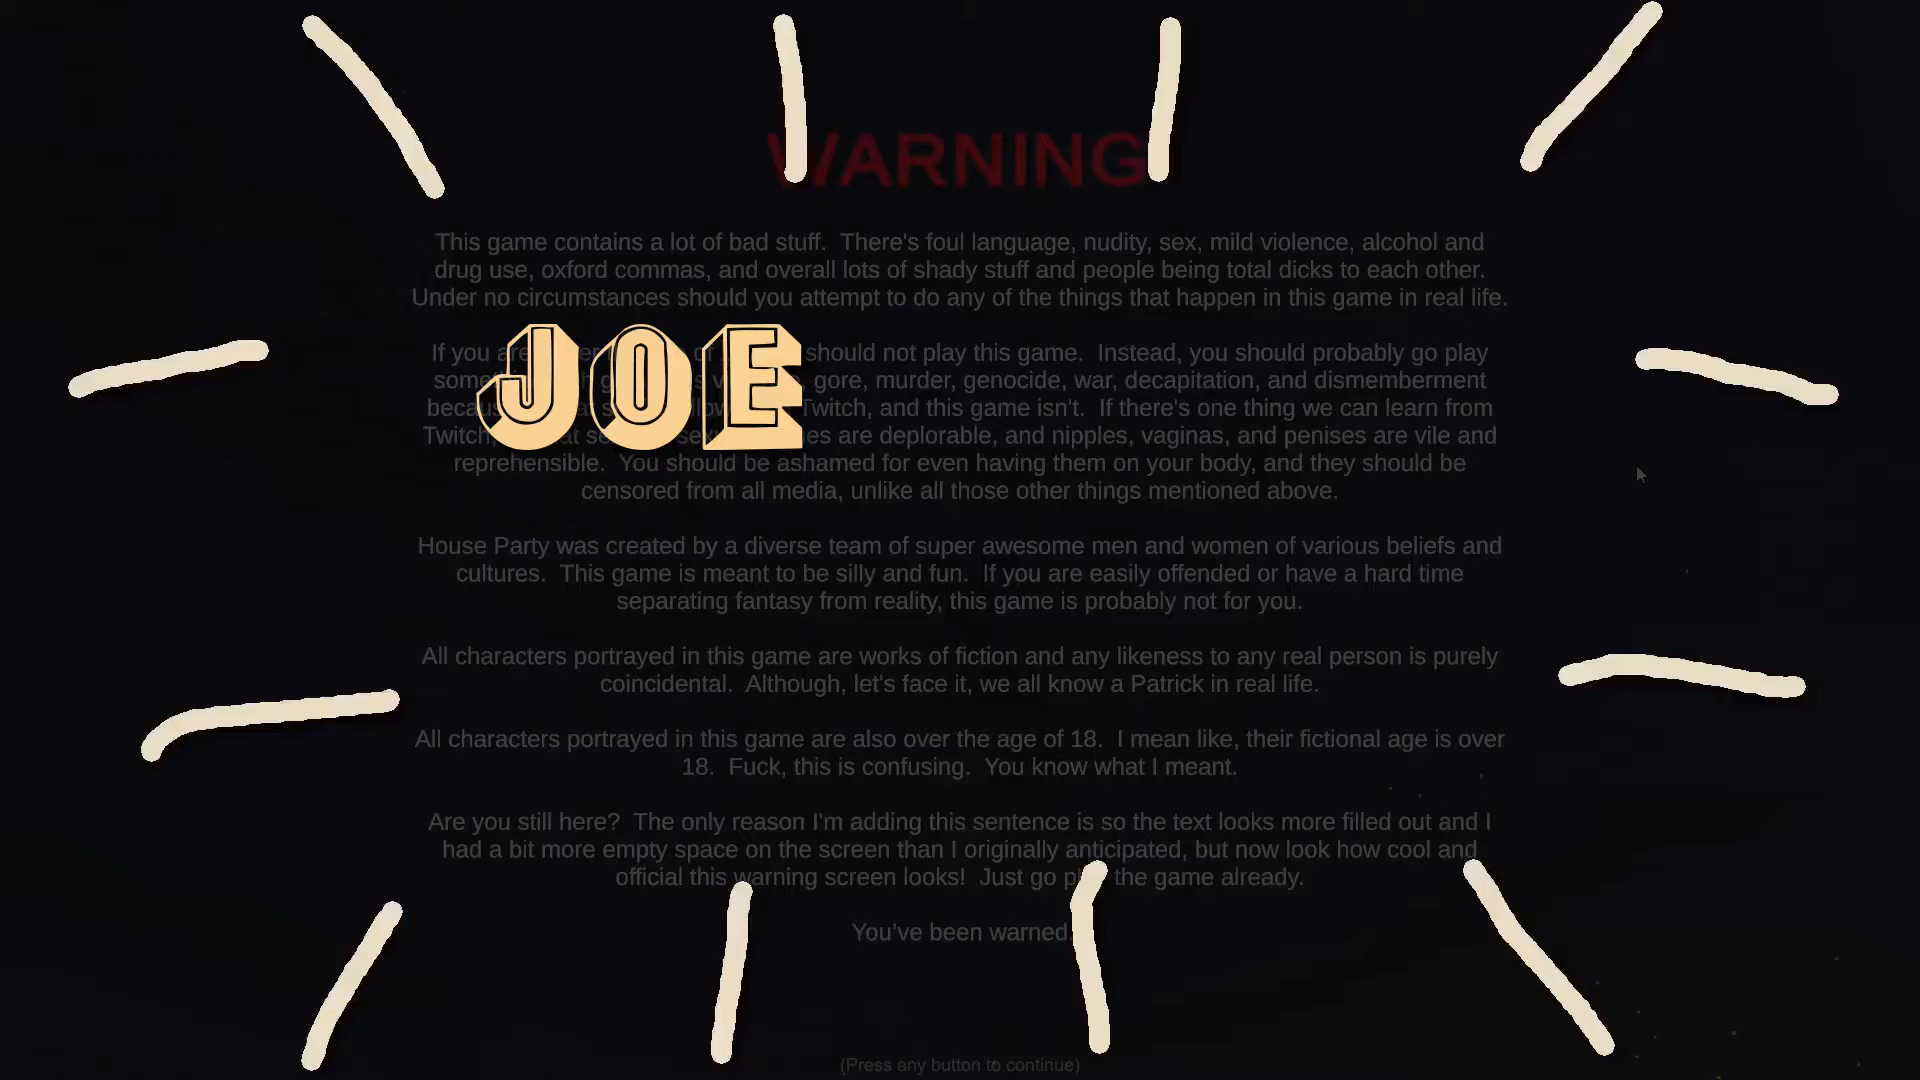 WARNING
This game contains a lot of bad stuff.  There's foul language, nudity, sex, mild violence, alcohol and
drug use, oxford commas, and overall lots of shady stuff and people being total dicks to each other.
Under no circumstances should you attempt to do any of the things that happen in this game in real life.
If you are should not play this game.  Instead, you should probably go play
gore, murder, genocide, war, decapitation, and dismemberment
Twitch, and this game isn't.  If there's one thing we can learn from
Twitch are deplorable, and nipples, vaginas, and penises are vile and
JOE
reprehensible.  You should be ashamed for even having them on your body, and they should be
censored from all media, unlike all those other things mentioned above.
House Party was created by a diverse team of super awesome men and women of various beliefs and
cultures.  This game is meant to be silly and fun.  If you are easily offended or have a hard time
separating fantasy from reality, this game is probably not for you.
All characters portrayed in this game are works of fiction and any likeness to any real person is purely
coincidental.  Although, let's face it, we all know a Patrick in real life.
All characters portrayed in this game are also over the age of 18.  I mean like, their fictional age is over
18.  Fuck, this is confusing.  You know what I meant.
Are you still here?  The only reason I'm adding this sentence is so the text looks more filled out and I
had a bit more empty space on the screen than I originally anticipated, but now look how cool and
official this warning screen looks!  Just go the game already.
You've been warned
(Press any button to continue)